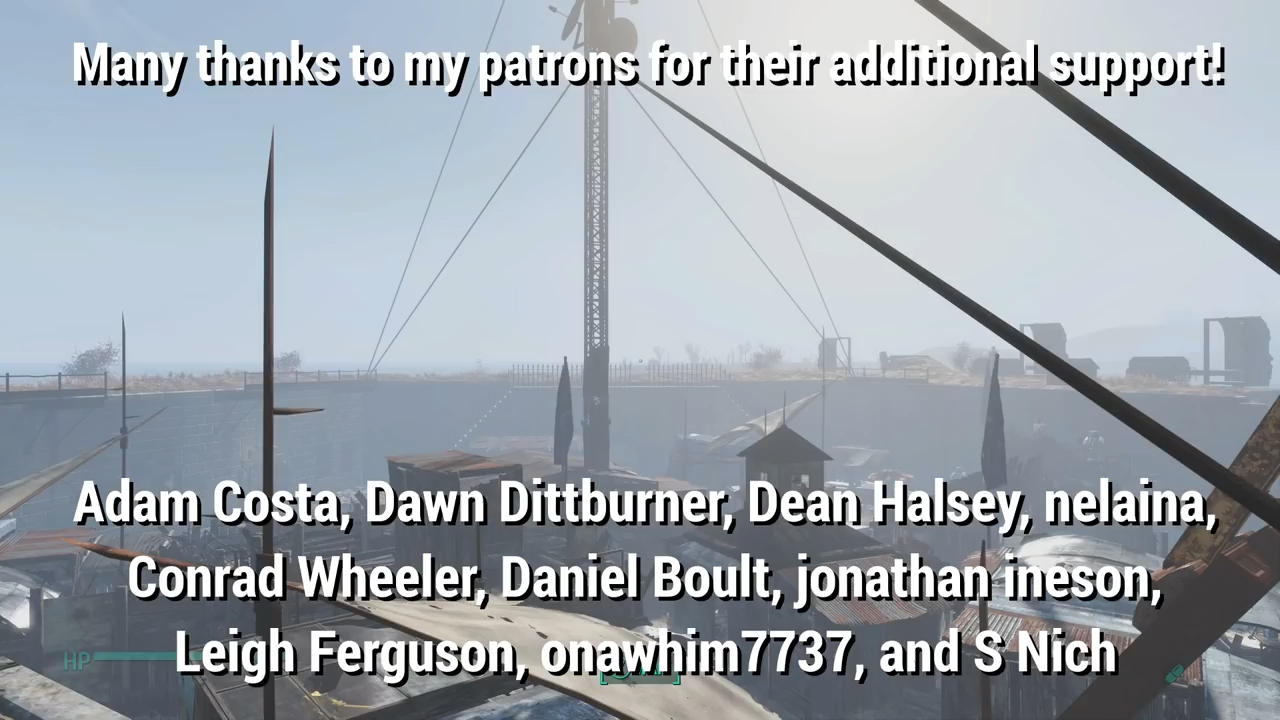 Many thanks to my patrons for their additional support!
Adam Costa, Dawn Dittburner, Dean Halsey, nelaina,
Conrad Wheeler, Daniel Boult, jonathan ineson,
Leigh Ferguson, onawhim7737, and S Nich
HP